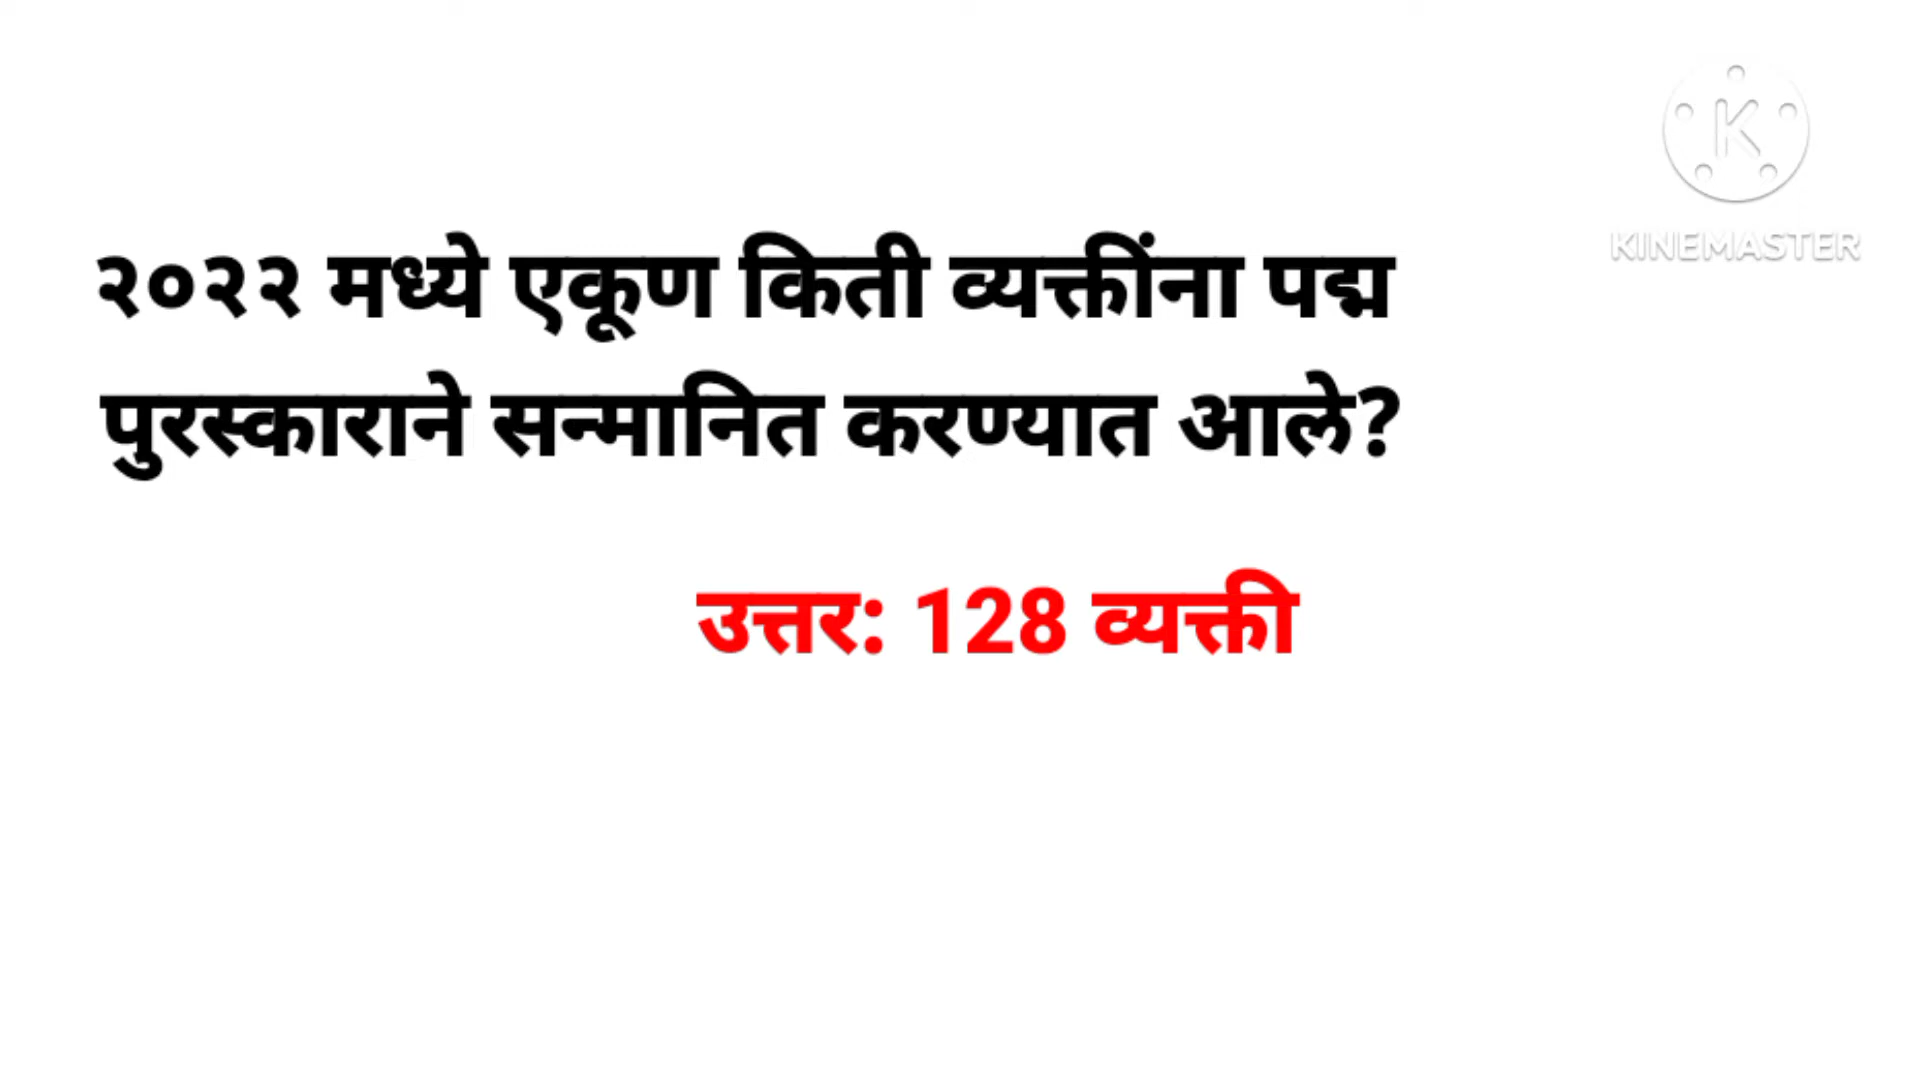 KINEMASTER
२०२२ मध्ये एकूण किती व्यक्तींना पद्म
पुरस्काराने सन्मानित करण्यात आले?
उत्तर: 128 व्यक्ती